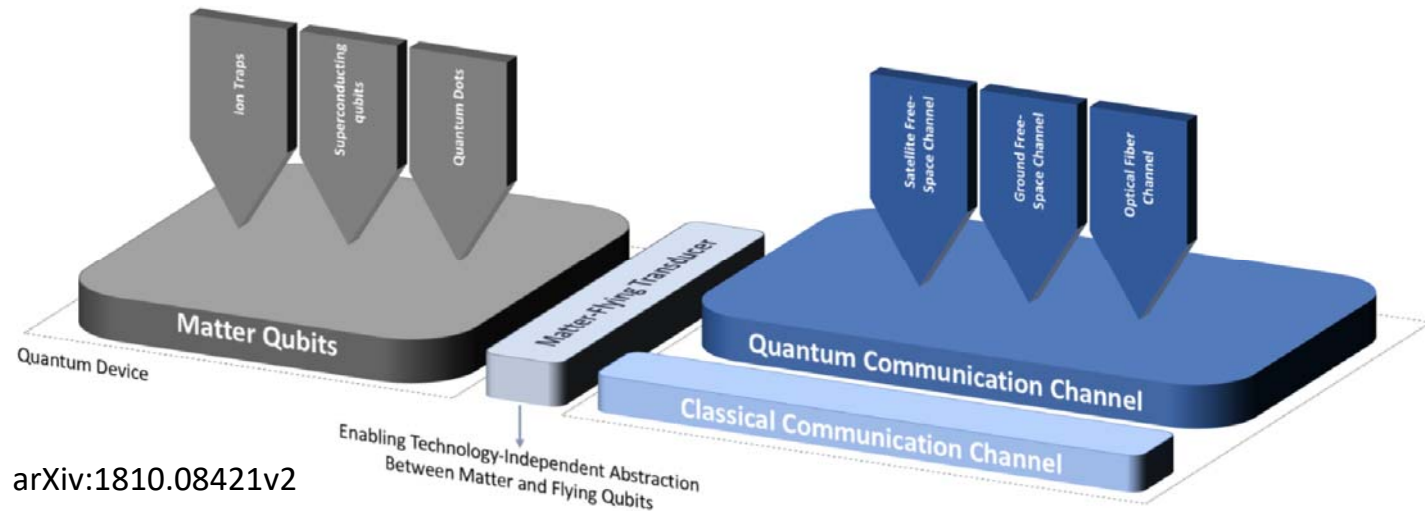 Ion Traps
Superconducting
qubits
Quantum Dots
Satellite Free-
Space Channel
Ground Free-
Space Channel
Optical Fiber
Channel
Matter Qubits
Quantum Device
Matter-Flying Transducer
Quantum Communication Channel
Classical Communication Channel
Enabling Technology-Independent Abstraction
Between Matter and Flying Qubits
arXiv:1810.08421v2